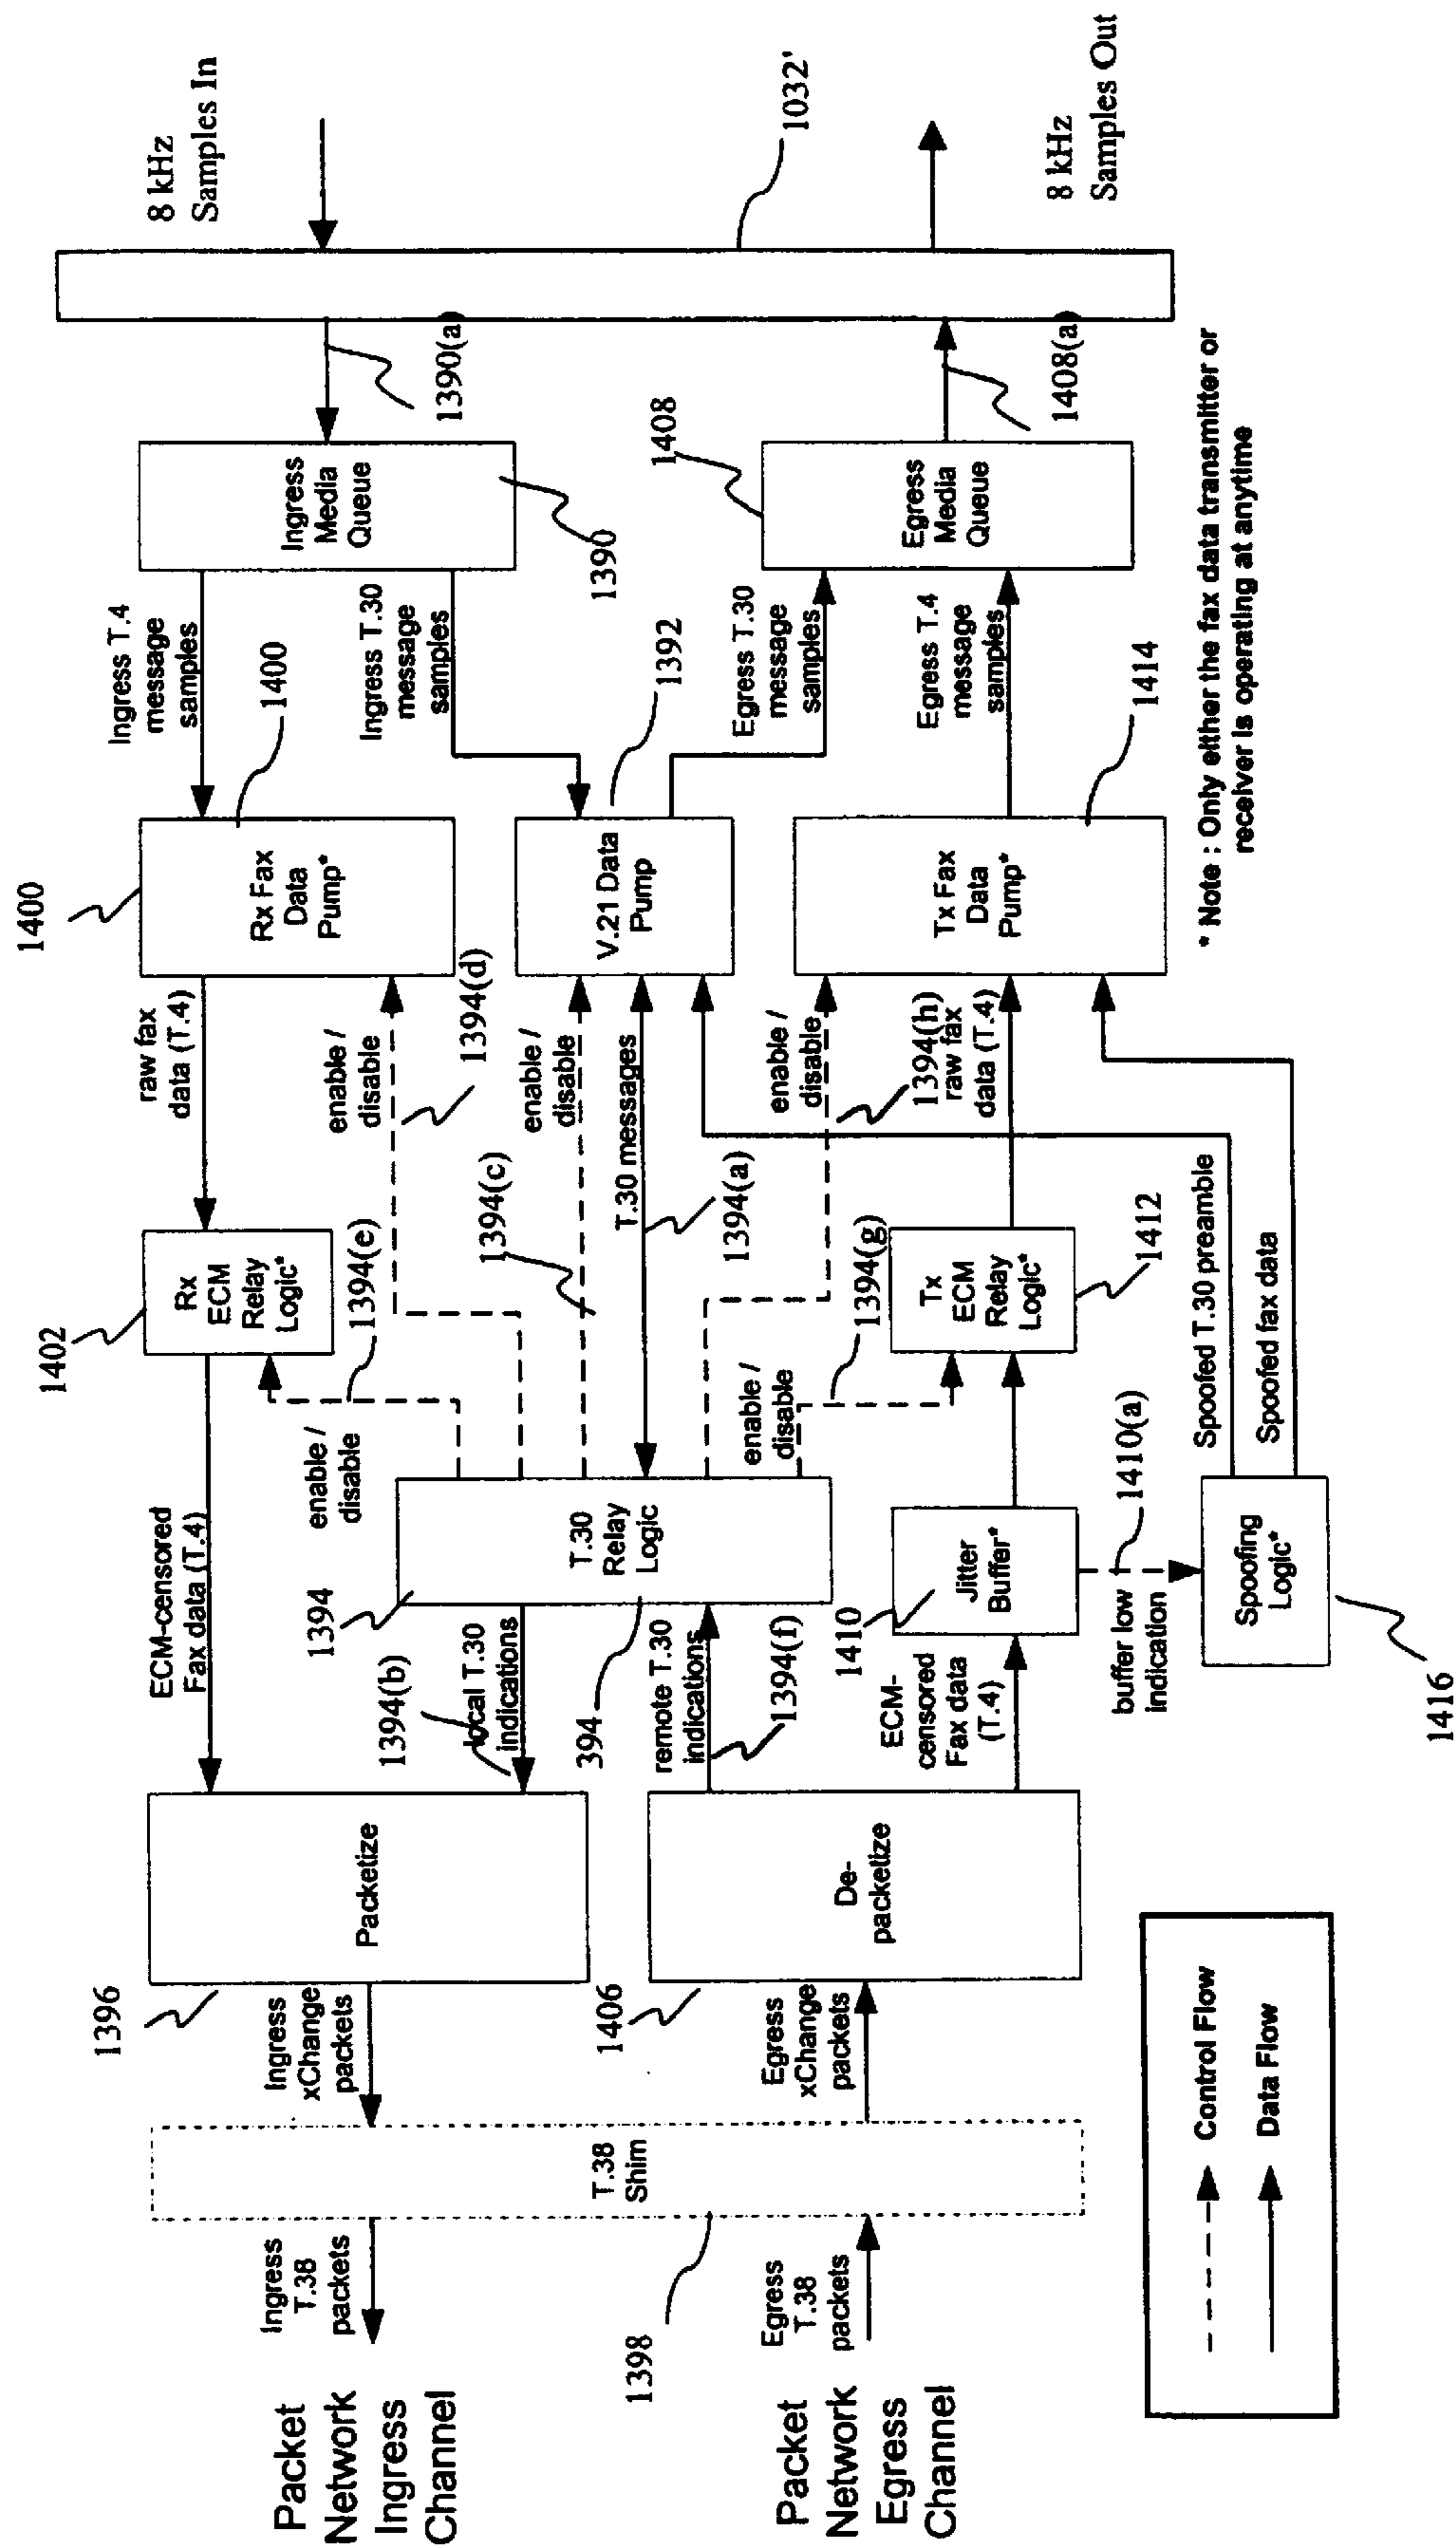 8 kHz
Samples In
8 kHz
Samples Out
1032'
1390(a
1408(a)
Ingress
Media
Queue
1390
Egress
Media
Queue
1408
Ingress T.4
message
samples
Ingress T.30
message
samples
Egress T.30
message
samples
Egress T.4
message
samples
1400
1400
Rx Fax
Data
Pump*
1392
V.21 Data
Pump
1414
Tx Fax
Data
Pump*
* Note : Only either the fax data transmitter or
receiver is operating at anytime
raw fax
data (T.4)
enable /
disable
1394(d)
enable /
disable
T.30 messages
enable /
disable
1394(h)
raw fax
data (T.4)
1402
Rx
ECM
Relay
Logic*
1394(e)
1394(c)
1394(a)
1394(g)
Tx
ECM
Relay
Logic*
1412
Spoofed T.30 preamble
Spoofed fax data
ECM-censored
Fax data (T.4)
enable /
disable
enable /
disable
1394
T.30
Relay
Logic
394
1410
Jitter
Buffer*
1410(a)
buffer low
indication
Spoofing
Logic*
1416
1394(b)
local T.30
indications
remote T.30
indications
1394(f)
ECM-
censored
Fax data
(T.4)
1396
Packetize
1406
De-
packetize
Ingress
xChange
packets
Egress
xChange
packets
T.38
Shim
1398
Ingress
T.38
packets
Egress
T.38
packets
Packet
Network
Ingress
Channel
Packet
Network
Egress
Channel
Control Flow
Data Flow